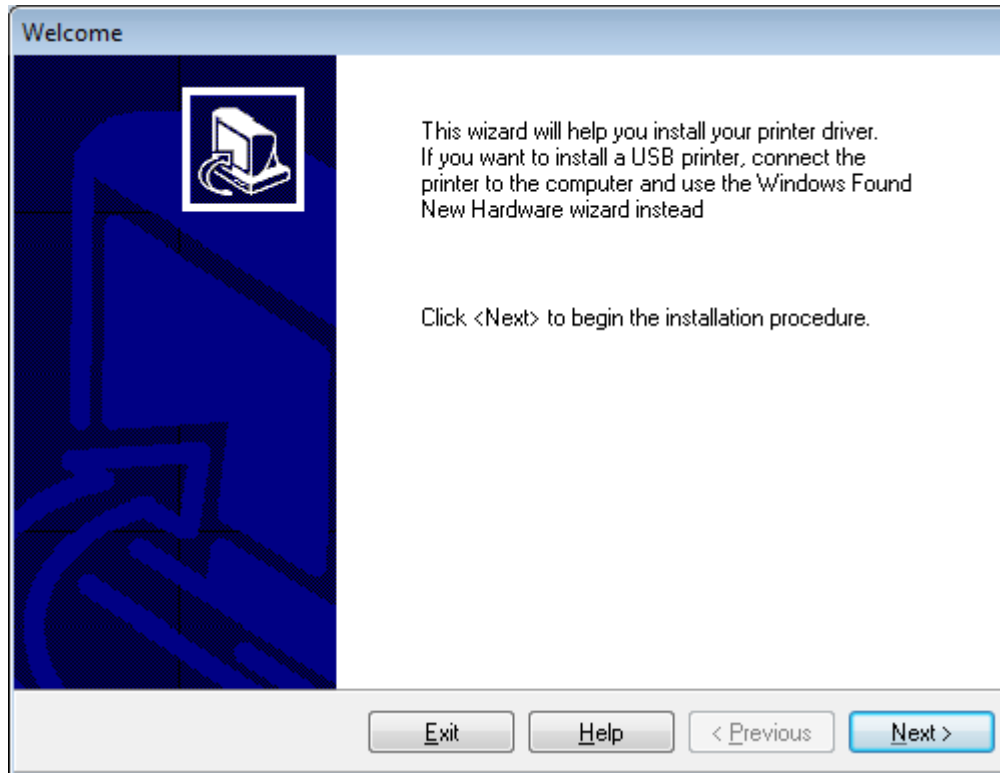 Welcome
This wizard will help you install your printer driver.
If you want to install a USB printer, connect the
printer to the computer and use the Windows Found
New Hardware wizard instead
Click <Next> to begin the installation procedure.
Exit
Help
< Previous
Next >